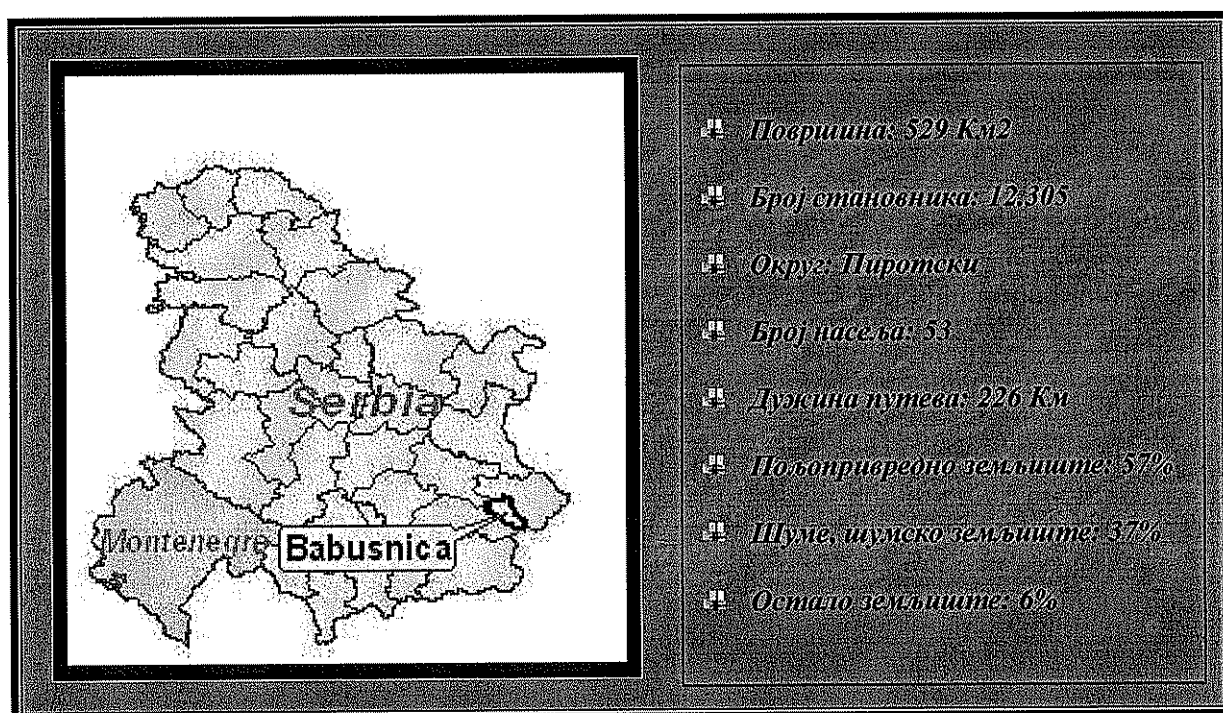 Површина: 529 Км2
Број становника: 12.305
Округ: Пиротски
Број насеља: 53
Дужина путева: 226 Км
Пољопривредно земљиште: 57%
Шуме, шумско земљиште: 37%
Остало земљиште: 6%
Serbia
Montenegro
Babusnica